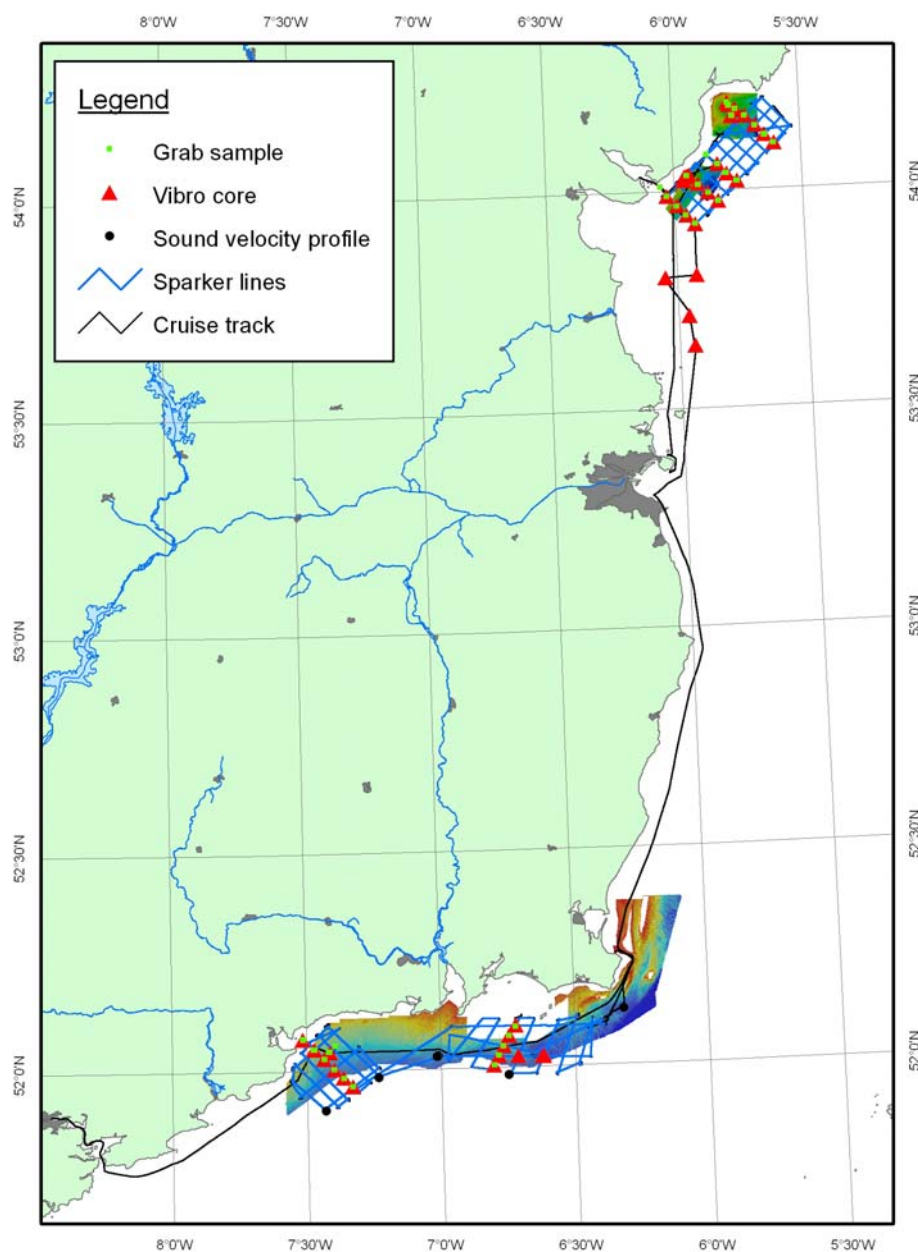 8°0'W 7°30'W 7°0'W 6°30'W 6°0'W 5°30'W
Legend
Grab sample
Vibro core
Sound velocity profile
Sparker lines
Cruise track
54°0'N 54°0'N
53°30'N 53°30'N
53°0'N 53°0'N
52°30'N 52°30'N
52°0'N 52°0'N
8°0'W 7°30'W 7°0'W 6°30'W 6°0'W 5°30'W